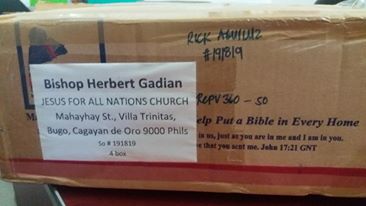 RICK AGUILUZ
#191819
Bishop Herbert Gadian
JESUS FOR ALL NATIONS CHURCH
Mahayhay St., Villa Trinitas,
Bugo, Cagayan de Oro 9000 Phils
So # 191819
4 box
RCPV 360 - 50
elp Put a Bible in Every Home
in us, just as you are in me and I am in you.
e that you sent me. John 17:21 GNT